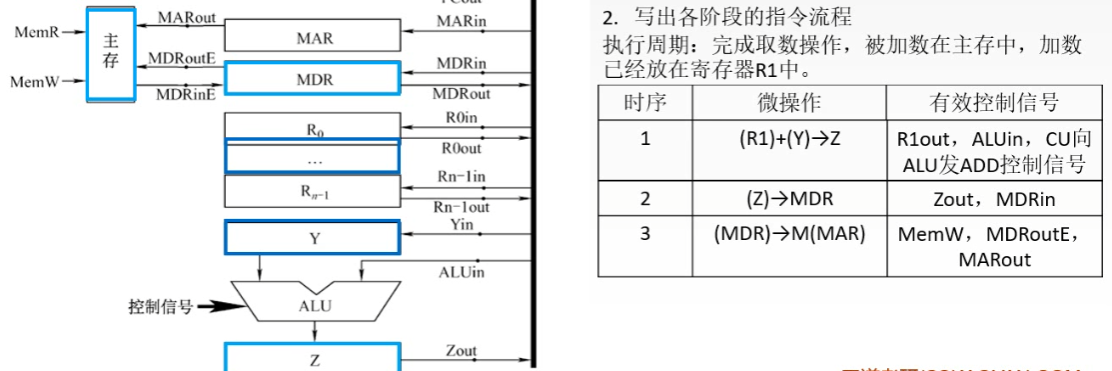 MARout
MARin
MemR
主存
MAR
MDRoutE
MDRin
MemW
MDR
MDRinE
MDRout
R0in
R0
R0out
...
Rn-1in
Rn-1
Rn-1out
Yin
Y
ALUin
控制信号
ALU
Zout
Z
2. 写出各阶段的指令流程
执行周期：完成取数操作，被加数在主存中，加数
已经放在寄存器R1中。
时序 微操作 有效控制信号
1 (R1)+(Y)→Z R1out，ALUin，CU向
ALU发ADD控制信号
2 (Z)→MDR Zout，MDRin
3 (MDR)→M(MAR) MemW，MDRoutE，
MARout